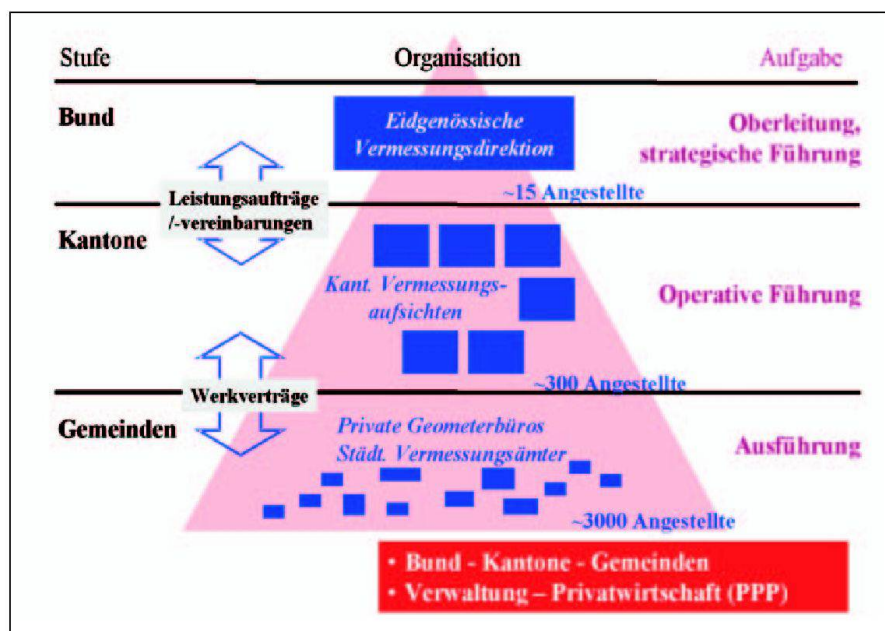 Stufe Organisation Aufgabe
Bund
Eidgenössische
Vermessungsdirektion
Oberleitung,
strategische Führung
~15 Angestellte
Leistungsaufträge
/-vereinbarungen
Kantone
Kant. Vermessungs-
aufsichten
Operative Führung
~300 Angestellte
Werkverträge
Gemeinden
Private Geometerbüros
Städt. Vermessungsämter
Ausführung
~3000 Angestellte
• Bund - Kantone - Gemeinden
• Verwaltung – Privatwirtschaft (PPP)